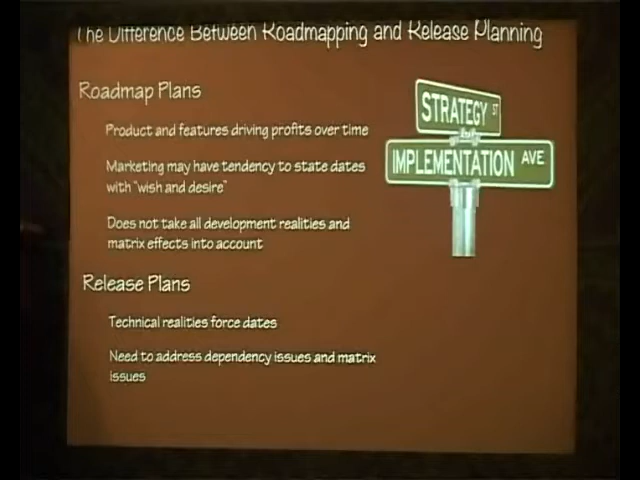 The Difference Between Roadmapping and Release Planning
Roadmap Plans
Product and features driving profits over time
Marketing may have tendency to state dates
with "wish and desire"
Does not take all development realities and
matrix effects into account
Release Plans
Technical realities force dates
Need to address dependency issues and matrix
issues
STRATEGY ST
IMPLEMENTATION AVE